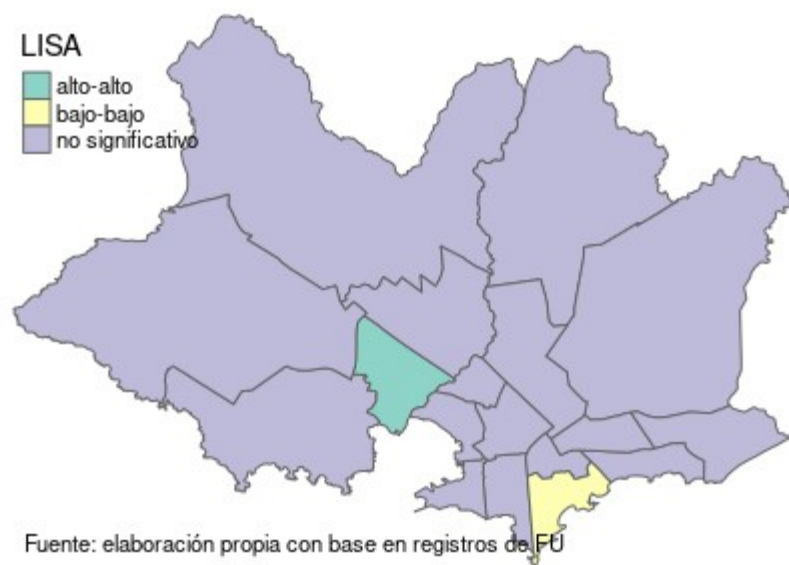 LISA
alto-alto
bajo-bajo
no significativo
Fuente: elaboración propia con base en registros de FU